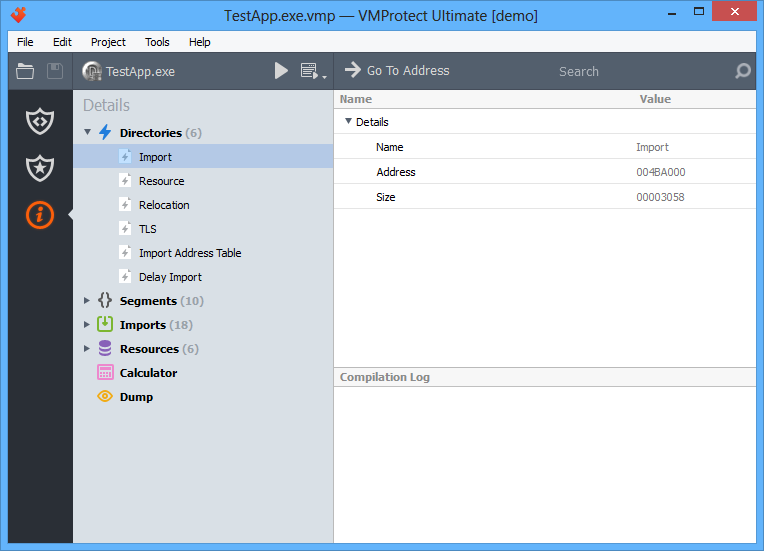 TestApp.exe.vmp — VMProtect Ultimate [demo]
File Edit Project Tools Help
TestApp.exe Go To Address Search
Details
Directories (6)
Import
Resource
Relocation
TLS
Import Address Table
Delay Import
Segments (10)
Imports (18)
Resources (6)
Calculator
Dump
Name Value
Details
Name Import
Address 004BA000
Size 00003058
Compilation Log